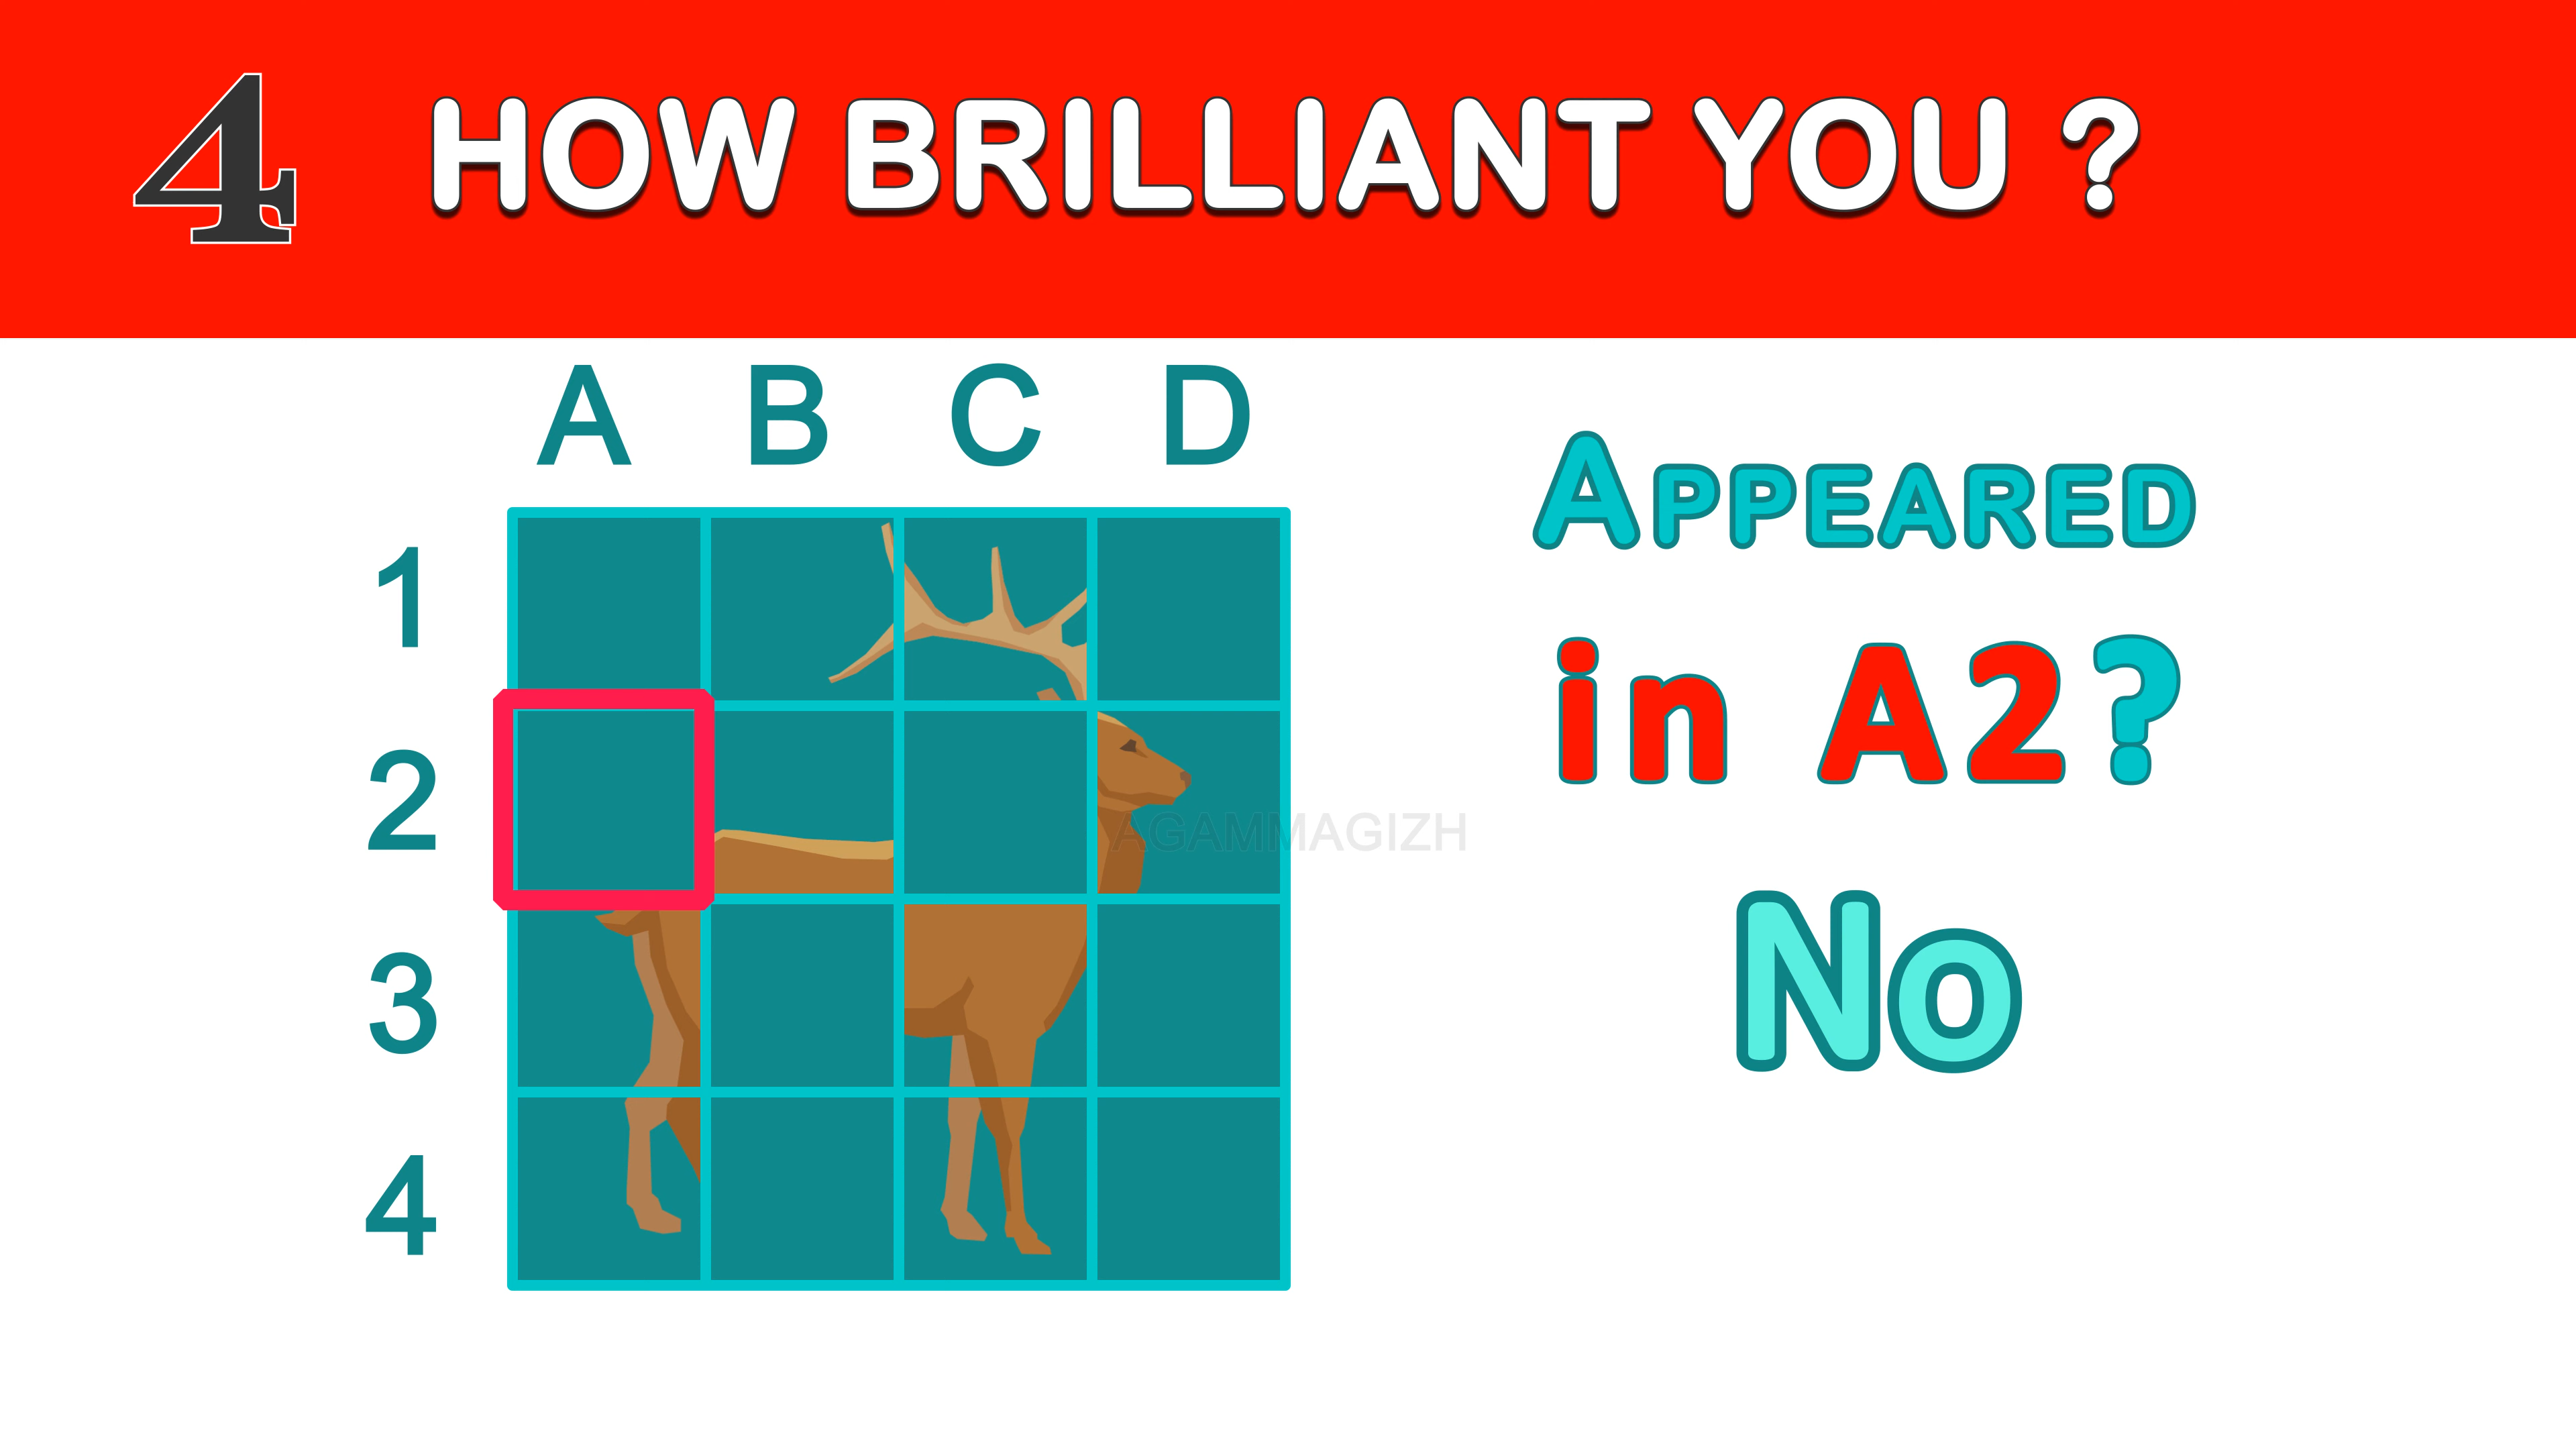 4 HOW BRILLIANT YOU ?
A B C D
1
2
3
4
APPEARED
in A2?
NO
AGAMMAGIZH